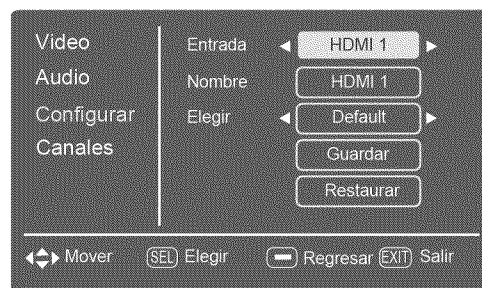 Video
Audio
Configurar
Canales
Entrada HDMI 1
Nombre HDMI 1
Elegir Default
Guardar
Restaurar
Mover SEL Elegir Regresar EXIT Salir